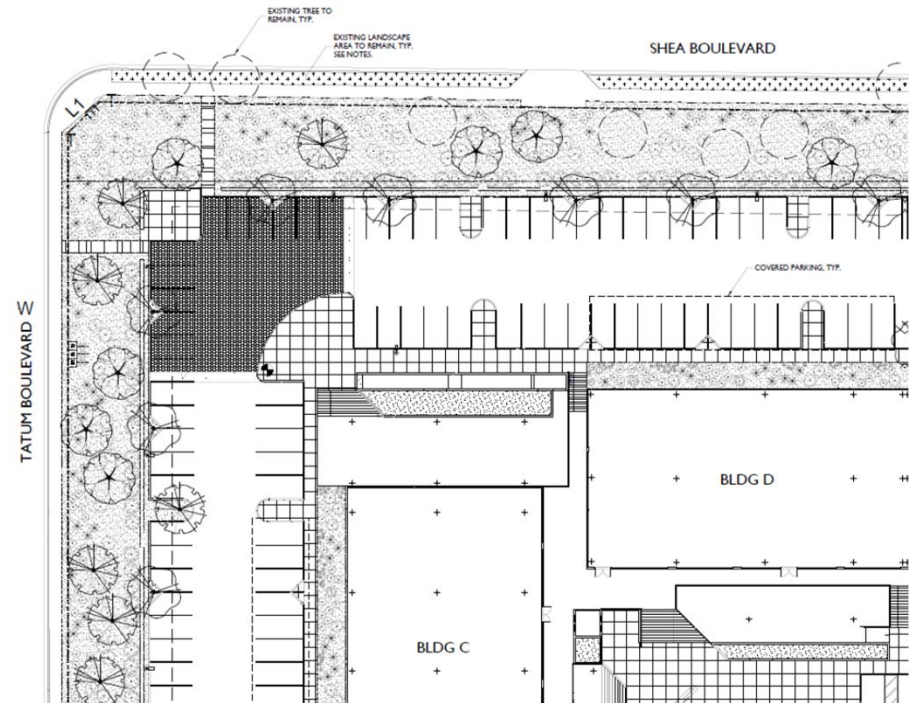 EXISTING TREE TO
REMAIN, TYP.
EXISTING LANDSCAPE
AREA TO REMAIN, TYP.
SEE NOTES.
SHEA BOULEVARD
L1
COVERED PARKING, TYP.
TATUM BOULEVARD W
BLDG D
BLDG C